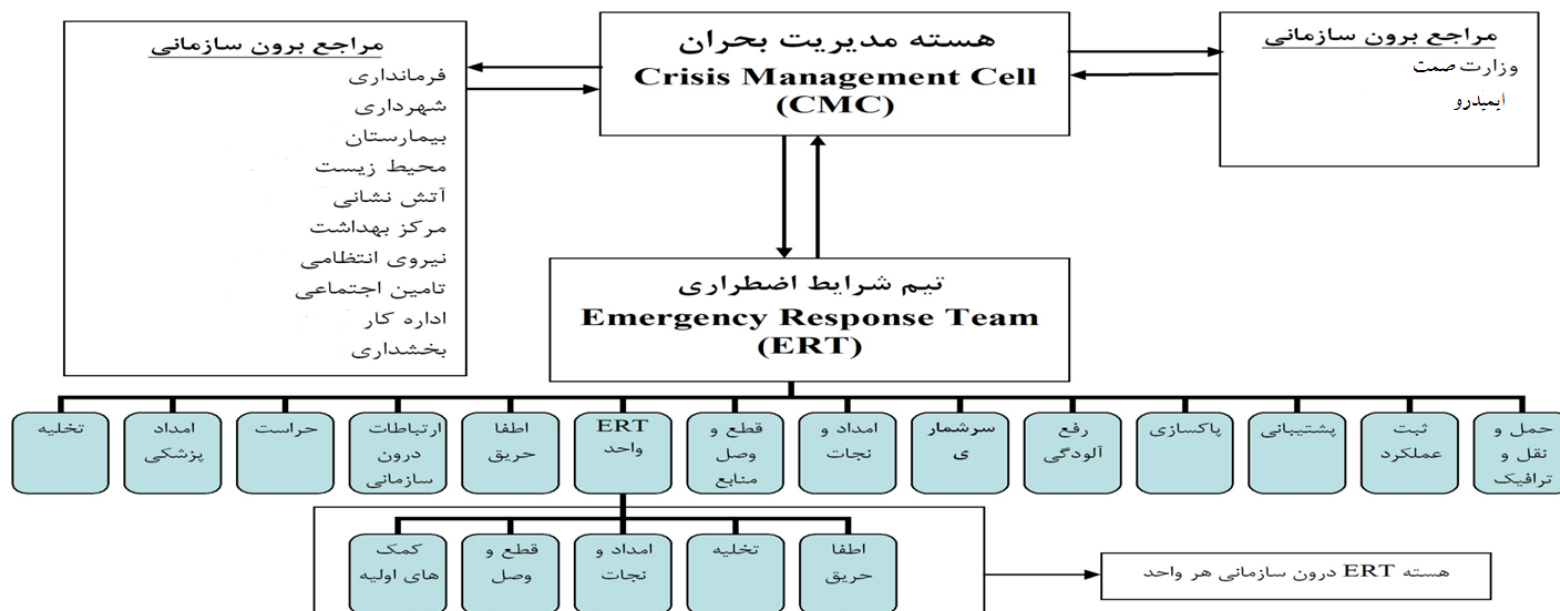 مراجع برون سازمانی
وزارت صمت
ایمیدرو
هسته مدیریت بحران
Crisis Management Cell
(CMC)
مراجع برون سازمانی
فرمانداری
شهرداری
بیمارستان
محیط زیست
آتش نشانی
مرکز بهداشت
نیروی انتظامی
تامین اجتماعی
اداره کار
بخشداری
تیم شرایط اضطراری
Emergency Response Team
(ERT)
حمل و
نقل و
ترافیک
ثبت
عملکرد
پشتیبانی
پاکسازی
رفع
آلودگی
سرشمار
ی
امداد و
نجات
قطع و
وصل
منابع
ERT
واحد
اطفا
حریق
ارتباطات
درون
سازمانی
حراست
امداد
پزشکی
تخلیه
اطفا
حریق
تخلیه
امداد و
نجات
قطع و
وصل
کمک
های اولیه
هسته ERT درون سازمانی هر واحد